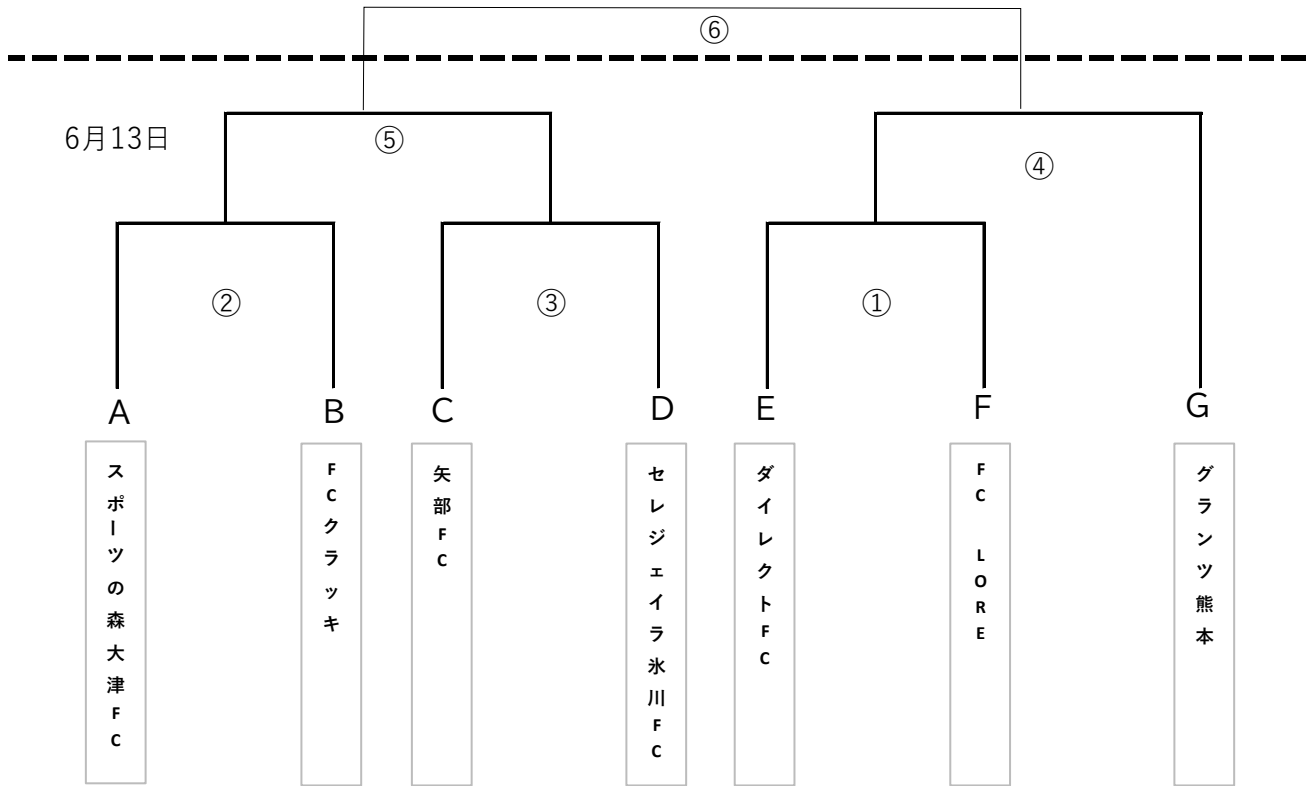 ⑥
6月13日
⑤
④
②
③
①
A
B
C
D
E
F
G
スポーツの森大津FC
FCクラッキ
矢部FC
セレジェイラ氷川FC
ダイレクトFC
FC LORE
グランツ熊本